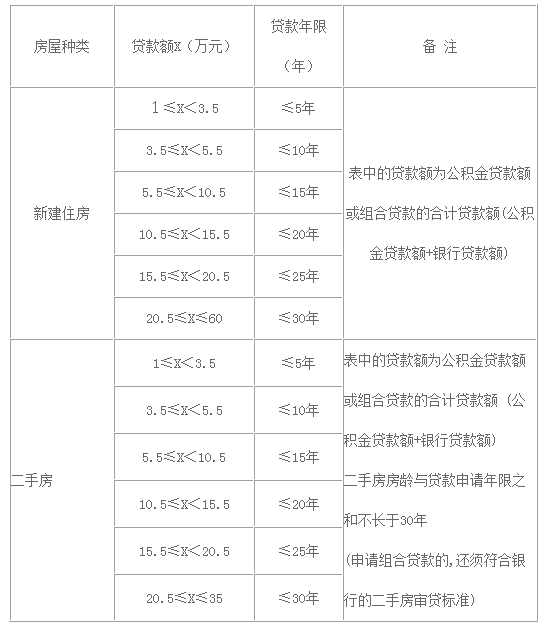 房屋种类 贷款额X（万元） 贷款年限（年） 备 注
新建住房
1 ≤X＜3.5 ≤5年
3.5≤X＜5.5 ≤10年
5.5≤X＜10.5 ≤15年
10.5≤X＜15.5 ≤20年
15.5≤X＜20.5 ≤25年
20.5≤X≤60 ≤30年
表中的贷款额为公积金贷款额
或组合贷款的合计贷款额(公积
金贷款额+银行贷款额)
二手房
1≤X＜3.5 ≤5年
3.5≤X＜5.5 ≤10年
5.5≤X＜10.5 ≤15年
10.5≤X＜15.5 ≤20年
15.5≤X＜20.5 ≤25年
20.5≤X≤35 ≤30年
表中的贷款额为公积金贷款额
或组合贷款的合计贷款额 (公
积金贷款额+银行贷款额)
二手房房龄与贷款申请年限之
和不长于30年
(申请组合贷款的,还须符合银
行的二手房审贷标准)